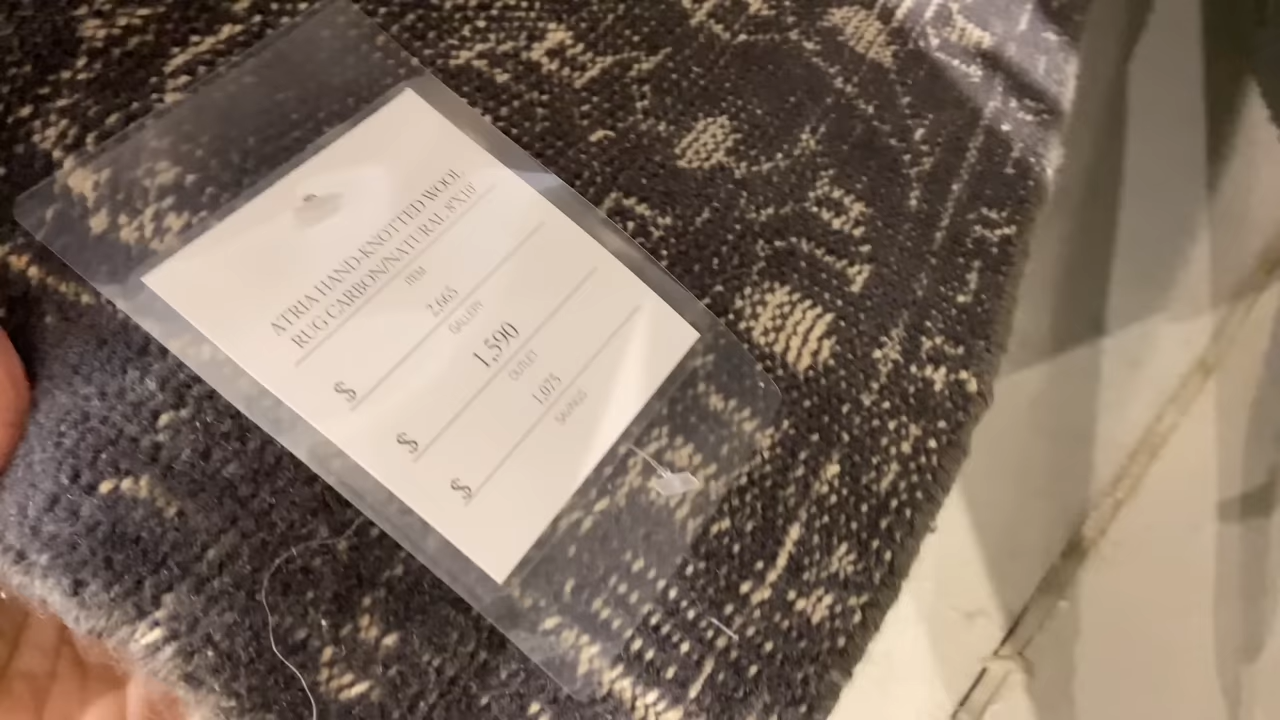 ATRIA HAND-KNOTTED WOOL
RUG CARBON/NATURAL, 8'X10'
ITEM
$ 2,665
GALLERY
$ 1,590
OUTLET
$ 1,075
SAVINGS